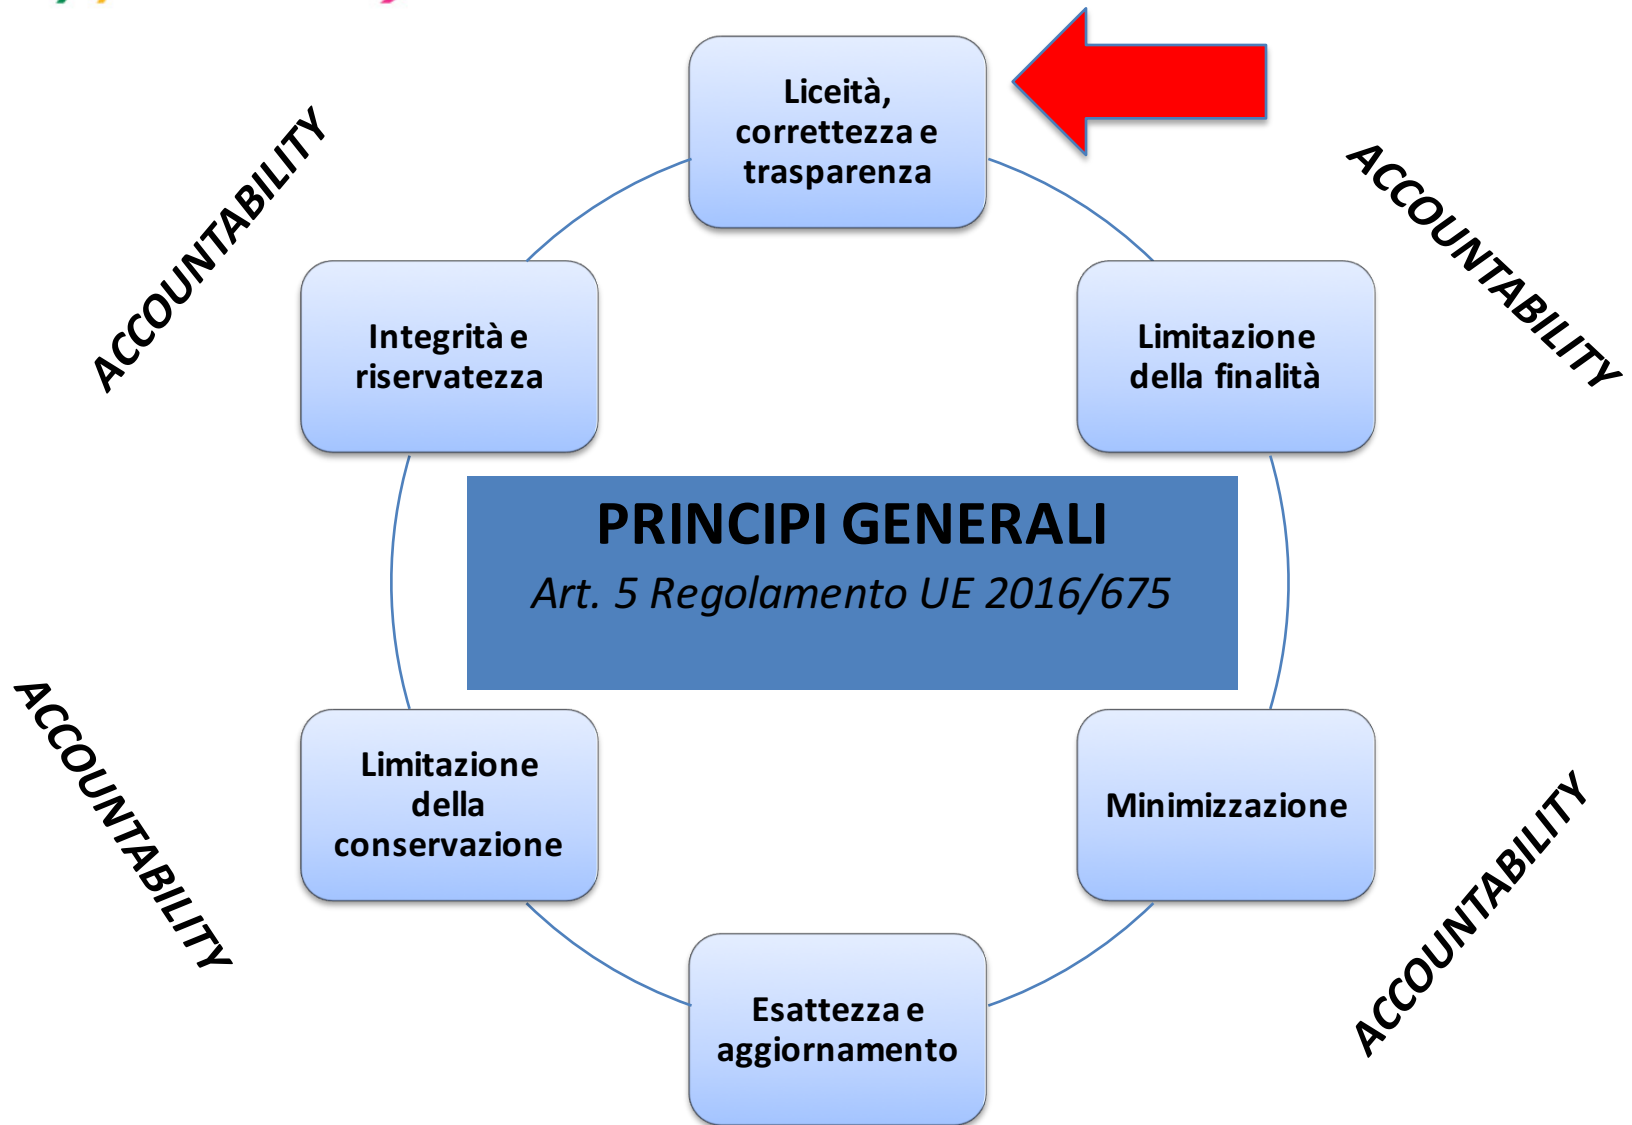 Liceità,
correttezza e
trasparenza
ACCOUNTABILITY
ACCOUNTABILITY
Integrità e
riservatezza
Limitazione
della finalità
PRINCIPI GENERALI
Art. 5 Regolamento UE 2016/675
Limitazione
della
conservazione
Minimizzazione
ACCOUNTABILITY
ACCOUNTABILITY
Esattezza e
aggiornamento